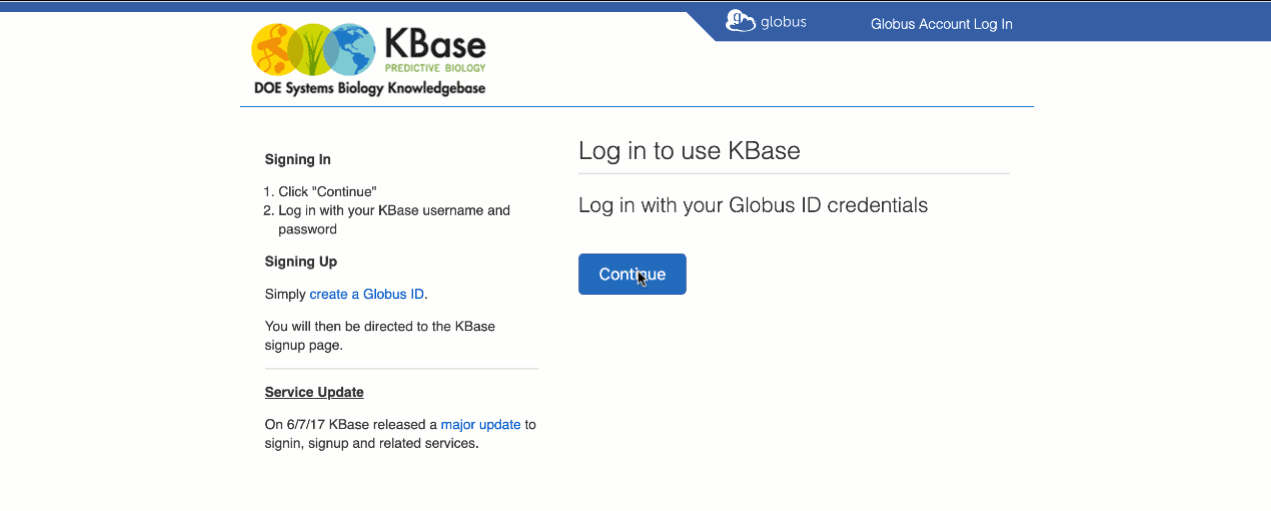 globus
Globus Account Log In
KBase
PREDICTIVE BIOLOGY
DOE Systems Biology Knowledgebase
Signing In
1. Click "Continue"
2. Log in with your KBase username and
password
Signing Up
Simply create a Globus ID.
You will then be directed to the KBase
signup page.
Service Update
On 6/7/17 KBase released a major update to
signin, signup and related services.
Log in to use KBase
Log in with your Globus ID credentials
Continue